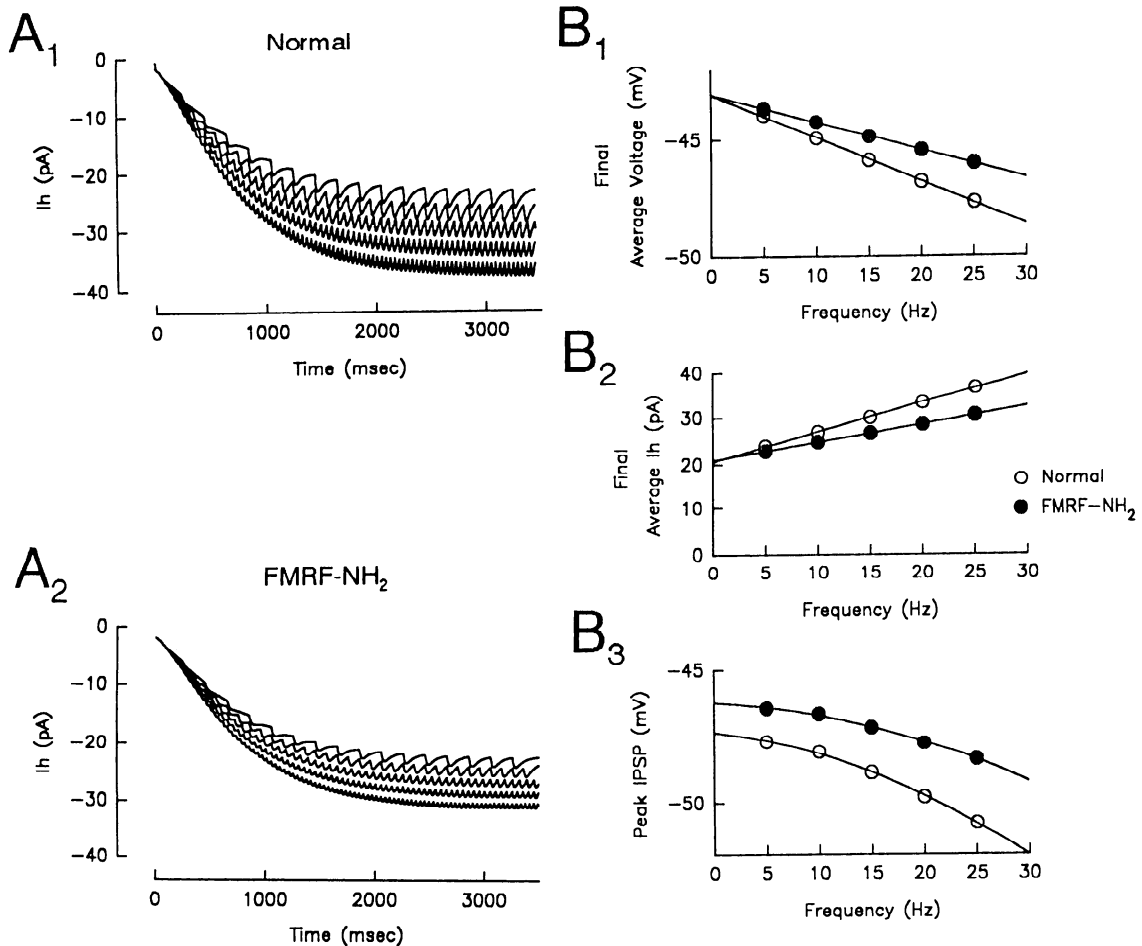 A1
Normal
0
-10
-20
-30
-40
Ih (pA)
0 1000 2000 3000
Time (msec)
A2
FMRF-NH2
0
-10
-20
-30
-40
Ih (pA)
0 1000 2000 3000
Time (msec)
B1
Final
Average Voltage (mV)
-45
-50
0 5 10 15 20 25 30
Frequency (Hz)
B2
Final
Average Ih (pA)
40
30
20
10
0
0 5 10 15 20 25 30
Frequency (Hz)
Normal
FMRF-NH2
B3
Peak IPSP (mV)
-45
-50
0 5 10 15 20 25 30
Frequency (Hz)